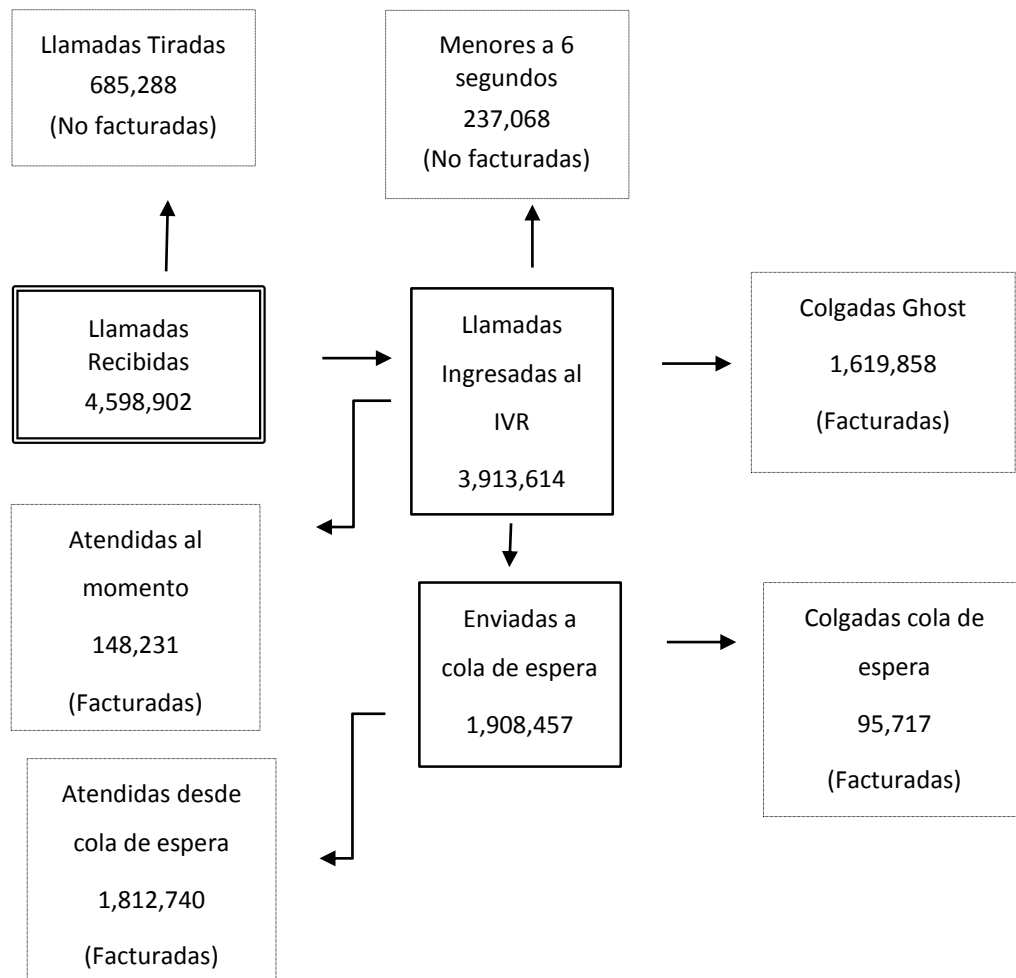 Llamadas Tiradas
685,288
(No facturadas)
Menores a 6
segundos
237,068
(No facturadas)
Llamadas
Recibidas
4,598,902
Llamadas
Ingresadas al
IVR
3,913,614
Colgadas Ghost
1,619,858
(Facturadas)
Atendidas al
momento
148,231
(Facturadas)
Enviadas a
cola de espera
1,908,457
Colgadas cola de
espera
95,717
(Facturadas)
Atendidas desde
cola de espera
1,812,740
(Facturadas)